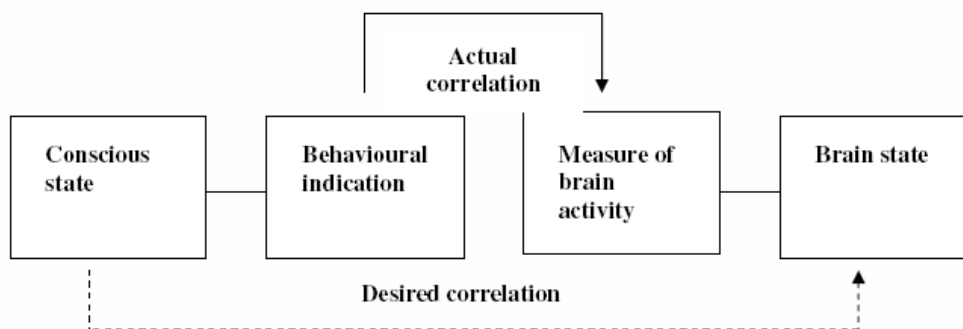 Actual
correlation
Conscious
state
Behavioural
indication
Measure of
brain
activity
Brain state
Desired correlation